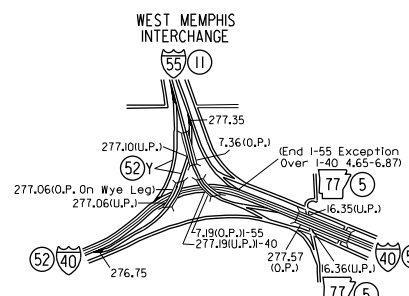 WEST MEMPHIS
INTERCHANGE
55 11
277.35
277.10(U.P.)
7.36(O.P.)
52 Y
(End I-55 Exception
Over I-40 4.65-6.87)
77 5
277.06(O.P. On Wye Leg)
277.06(U.P.)
16.35(U.P.)
7.19(O.P.)I-55
277.19(U.P.)I-40
52 40
276.75
277.57
(O.P.)
16.36(U.P.)
40
77 5